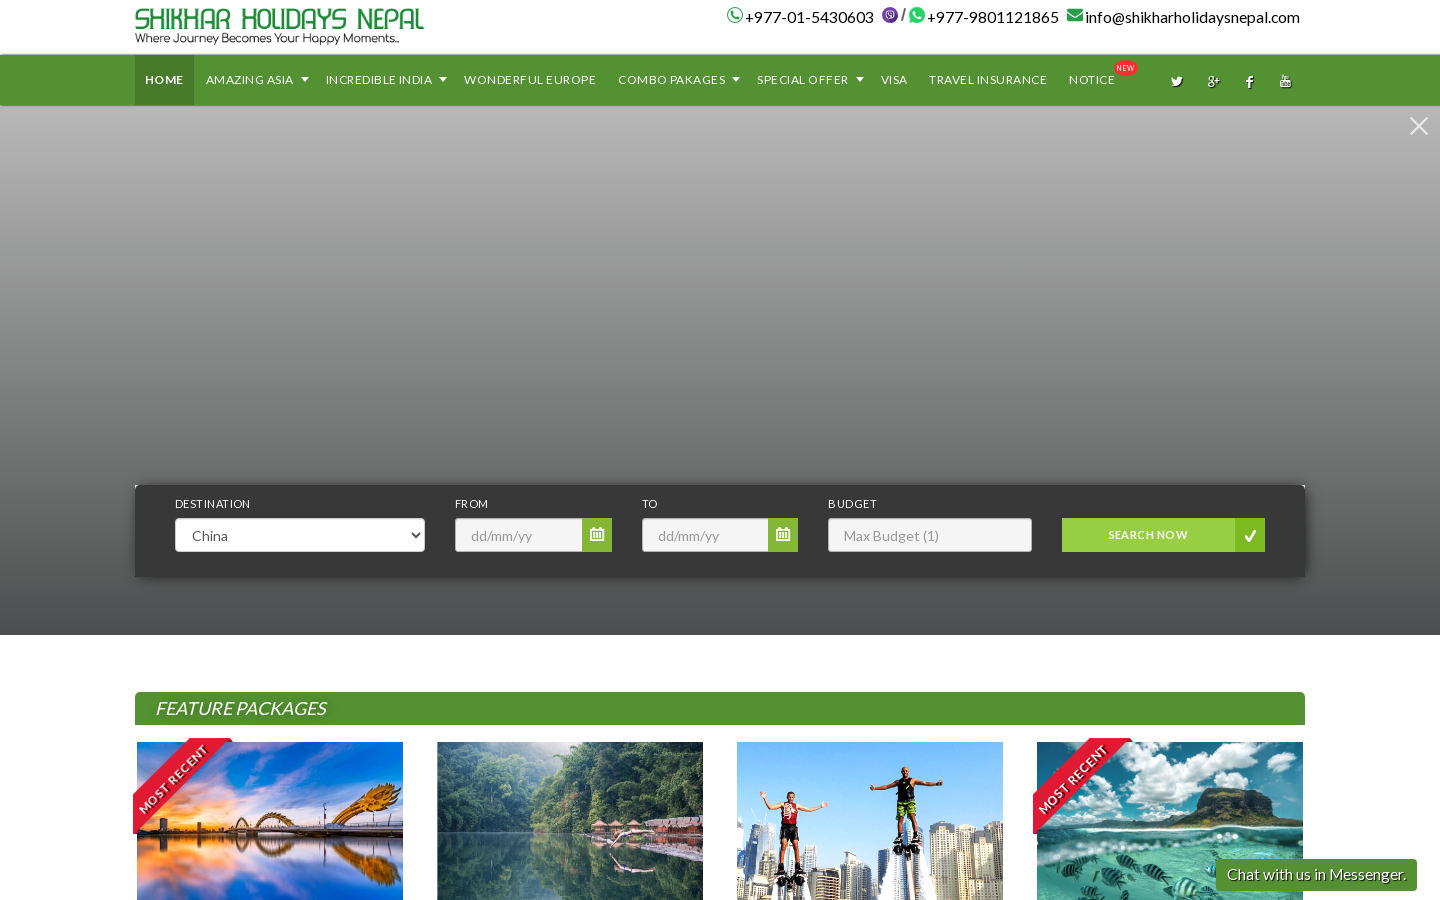 SHIKHAR HOLIDAYS NEPAL
Where Journey Becomes Your Happy Moments..
+977-01-5430603 / +977-9801121865 info@shikharholidaysnepal.com
HOME AMAZING ASIA INCREDIBLE INDIA WONDERFUL EUROPE COMBO PAKAGES SPECIAL OFFER VISA TRAVEL INSURANCE NOTICE NEW
DESTINATION FROM TO BUDGET
China dd/mm/yy dd/mm/yy Max Budget (1) SEARCH NOW
FEATURE PACKAGES
MOST RECENT
MOST RECENT
Chat with us in Messenger.